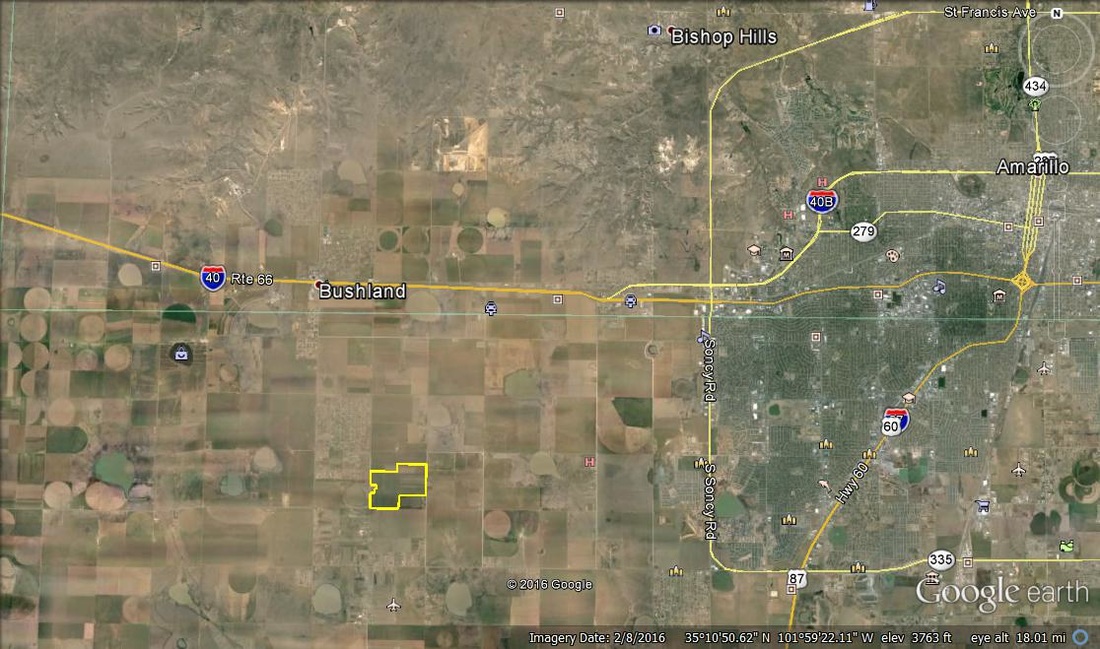 St Francis Ave
N
Bishop Hills
434
Amarillo
40B
279
40 Rte 66
Bushland
Soncy Rd
60
Hwy 60
S Soncy Rd
335
87
© 2016 Google
Google earth
Imagery Date: 2/8/2016 35°10'50.62" N 101°59'22.11" W elev 3763 ft eye alt 18.01 mi